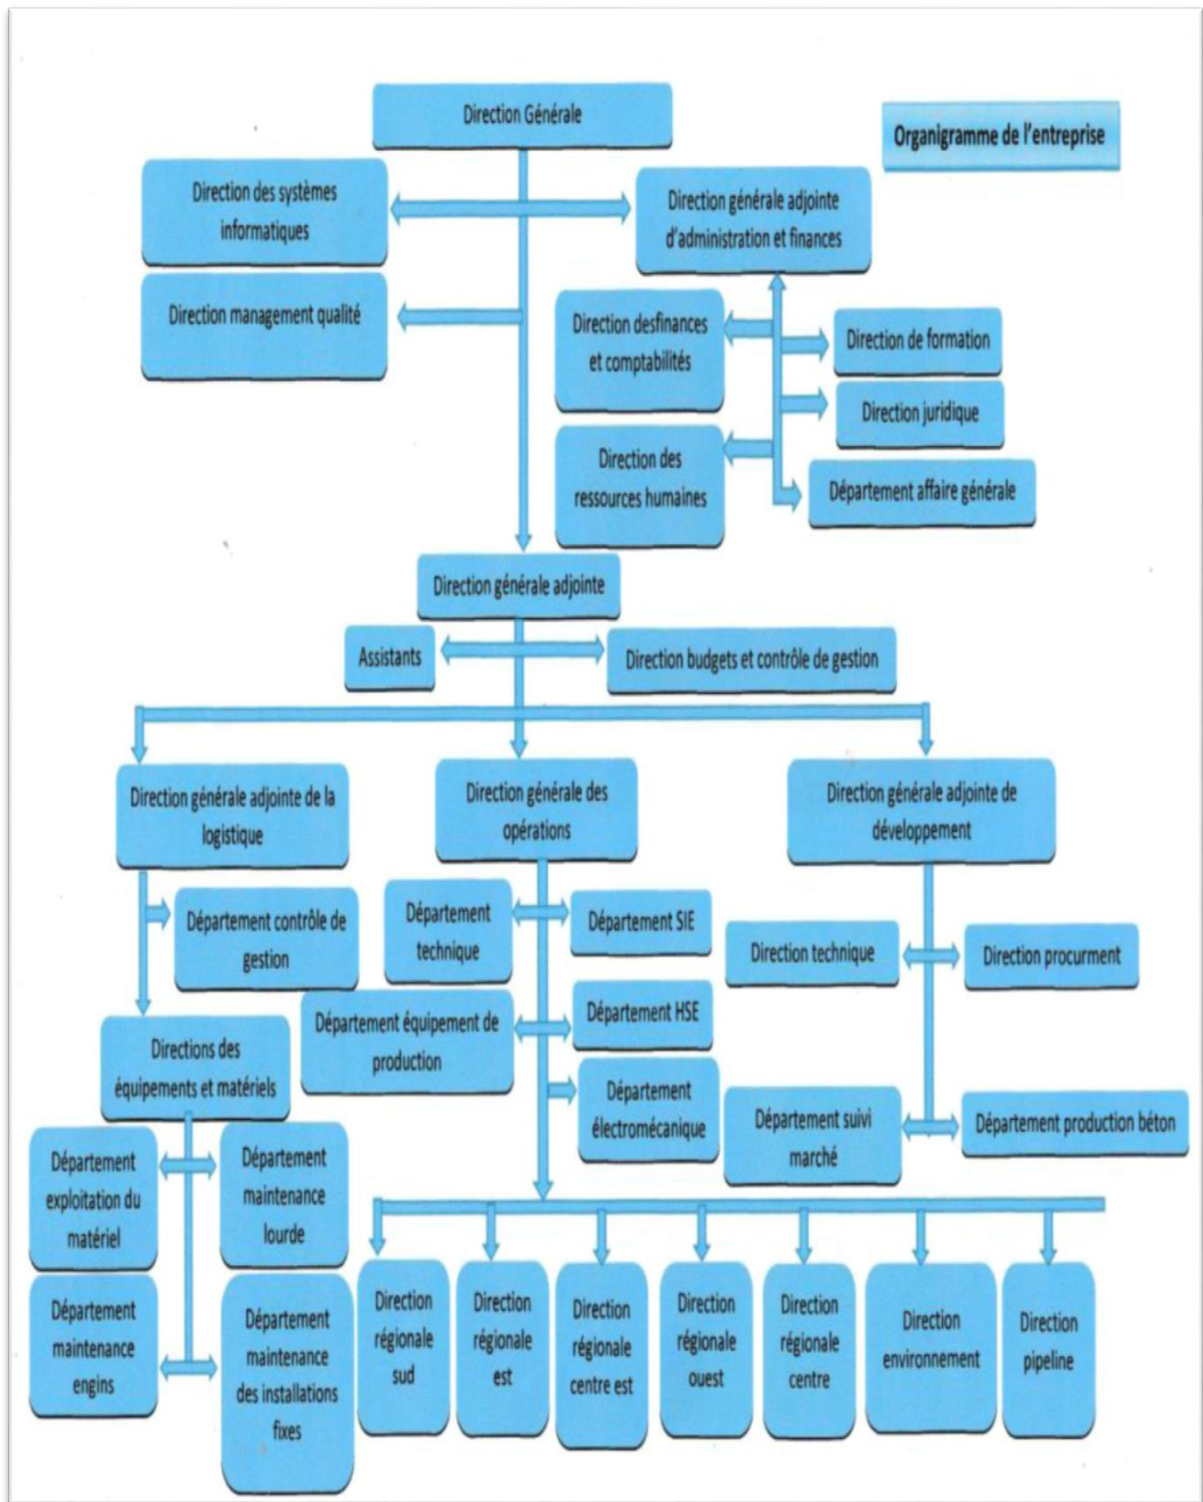 Direction Générale
Organigramme de l'entreprise
Direction des systèmes
informatiques
Direction générale adjointe
d'administration et finances
Direction management qualité
Direction desfinances
et comptabilités
Direction de formation
Direction juridique
Direction des
ressources humaines
Département affaire générale
Direction générale adjointe
Assistants
Direction budgets et contrôle de gestion
Direction générale adjointe de la
logistique
Direction générale des
opérations
Direction générale adjointe de
développement
Département contrôle de
gestion
Département
technique
Département SIE
Direction technique
Direction procurment
Département équipement de
production
Département HSE
Directions des
équipements et matériels
Département
électromécanique
Département suivi
marché
Département production béton
Département
exploitation du
matériel
Département
maintenance
lourde
Département
maintenance
engins
Département
maintenance
des installations
fixes
Direction
régionale
sud
Direction
régionale
est
Direction
régionale
centre est
Direction
régionale
ouest
Direction
régionale
centre
Direction
environnement
Direction
pipeline